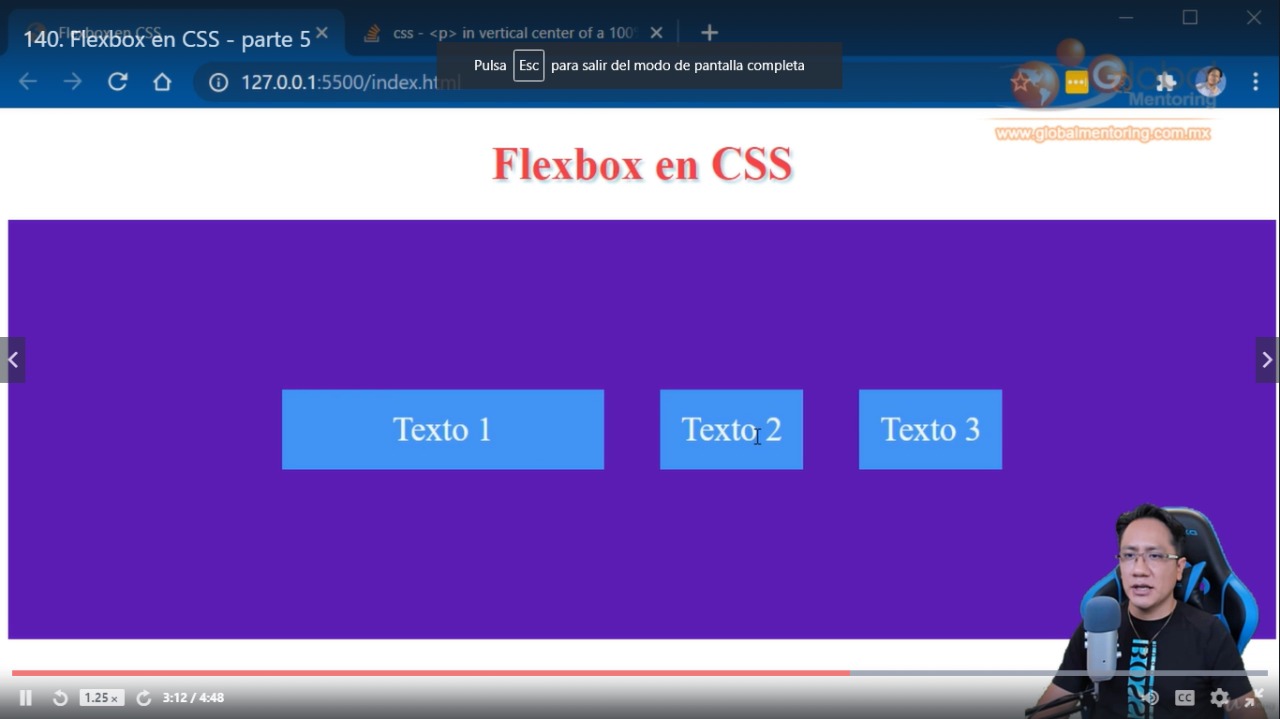 Flexbox en CSS
140. Flexbox en CSS - parte 5
css - <p> in vertical center of a 100%
Pulsa Esc para salir del modo de pantalla completa
127.0.0.1:5500/index.html
Global
Mentoring
www.globalmentoring.com.mx
Flexbox en CSS
Texto 1
Texto 2
Texto 3
1.25×
3:12 / 4:48
CC